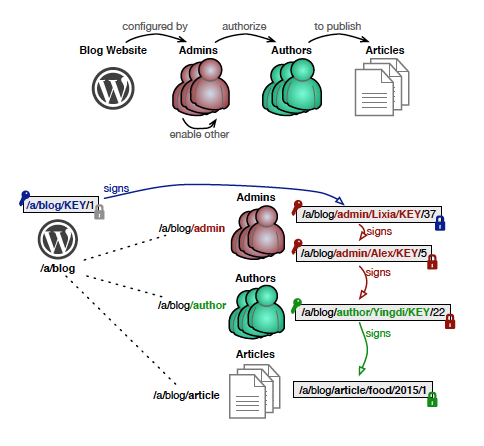 configured by authorize to publish
Blog Website Admins Authors Articles
enable other
signs
/a/blog/KEY/1
Admins
/a/blog/admin/Lixia/KEY/37
/a/blog/admin
signs
/a/blog/admin/Alex/KEY/5
/a/blog
signs
Authors
/a/blog/author
/a/blog/author/Yingdi/KEY/22
signs
Articles
/a/blog/article
/a/blog/article/food/2015/1